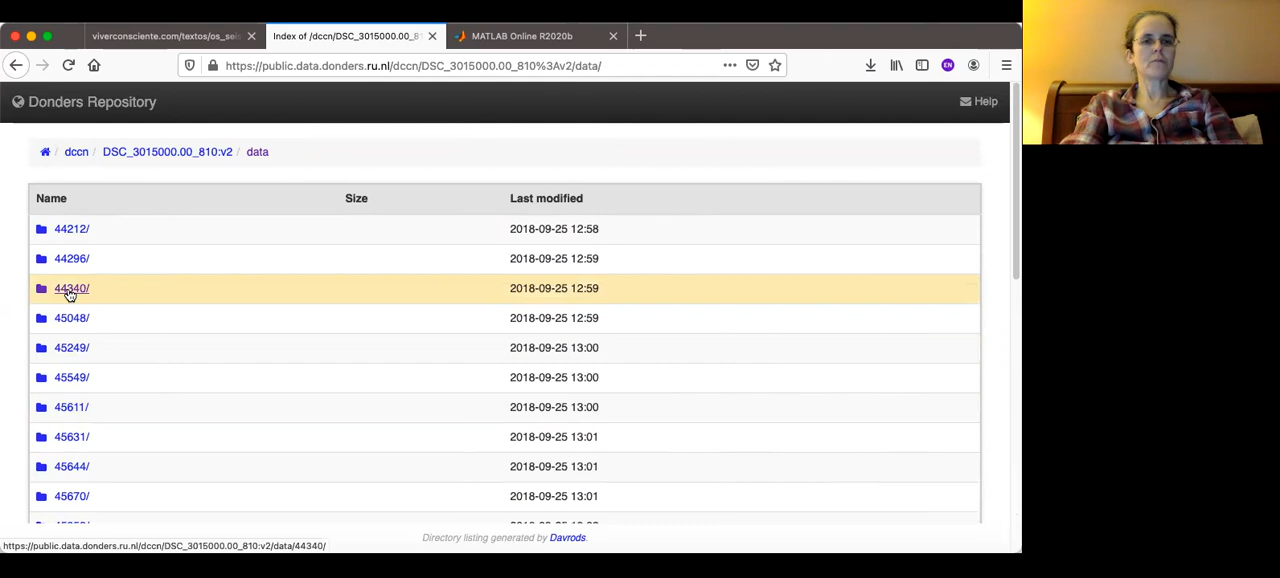 viverconsciente.com/textos/os_seis
Index of /dccn/DSC_3015000.00_81
MATLAB Online R2020b
https://public.data.donders.ru.nl/dccn/DSC_3015000.00_810%3Av2/data/
EN
Donders Repository
Help
/ dccn / DSC_3015000.00_810:v2 / data
Name Size Last modified
44212/ 2018-09-25 12:58
44296/ 2018-09-25 12:59
44340/ 2018-09-25 12:59
45048/ 2018-09-25 12:59
45249/ 2018-09-25 13:00
45549/ 2018-09-25 13:00
45611/ 2018-09-25 13:00
45631/ 2018-09-25 13:01
45644/ 2018-09-25 13:01
45670/ 2018-09-25 13:01
Directory listing generated by Davrods.
https://public.data.donders.ru.nl/dccn/DSC_3015000.00_810:v2/data/44340/